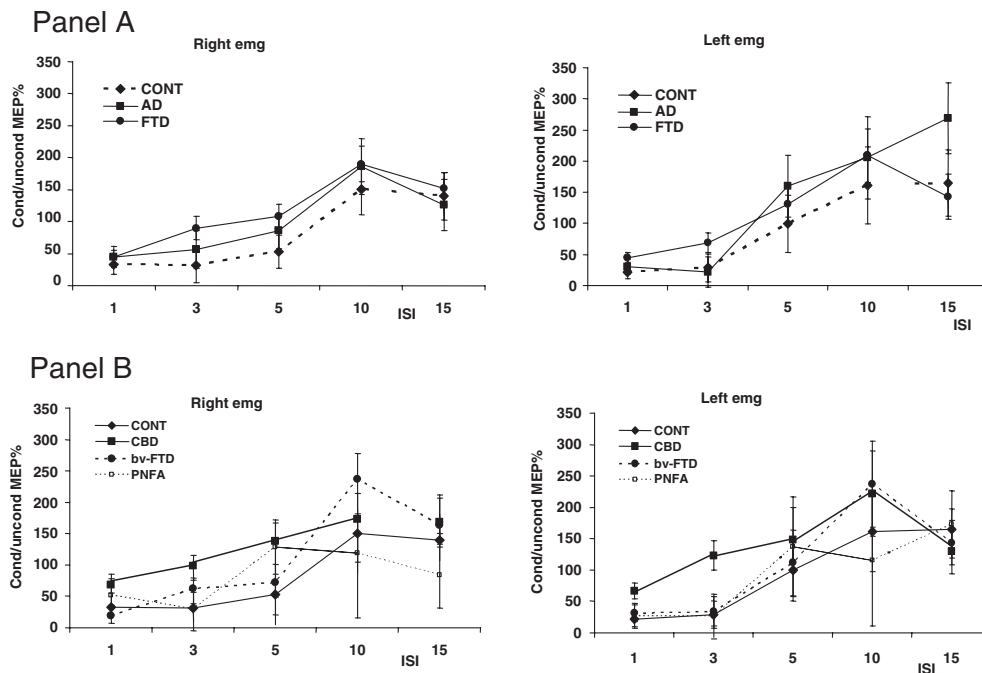 Panel A
Right emg
Cond/uncond MEP%
350
300
250
200
150
100
50
0
CONT
AD
FTD
1 3 5 10 ISI 15
Left emg
Cond/uncond MEP%
350
300
250
200
150
100
50
0
CONT
AD
FTD
1 3 5 10 15
ISI
Panel B
Right emg
Cond/uncond MEP%
350
300
250
200
150
100
50
0
CONT
CBD
bv-FTD
PNFA
1 3 5 10 ISI 15
Left emg
Cond/uncond MEP%
350
300
250
200
150
100
50
0
CONT
CBD
bv-FTD
PNFA
1 3 5 10 15
ISI